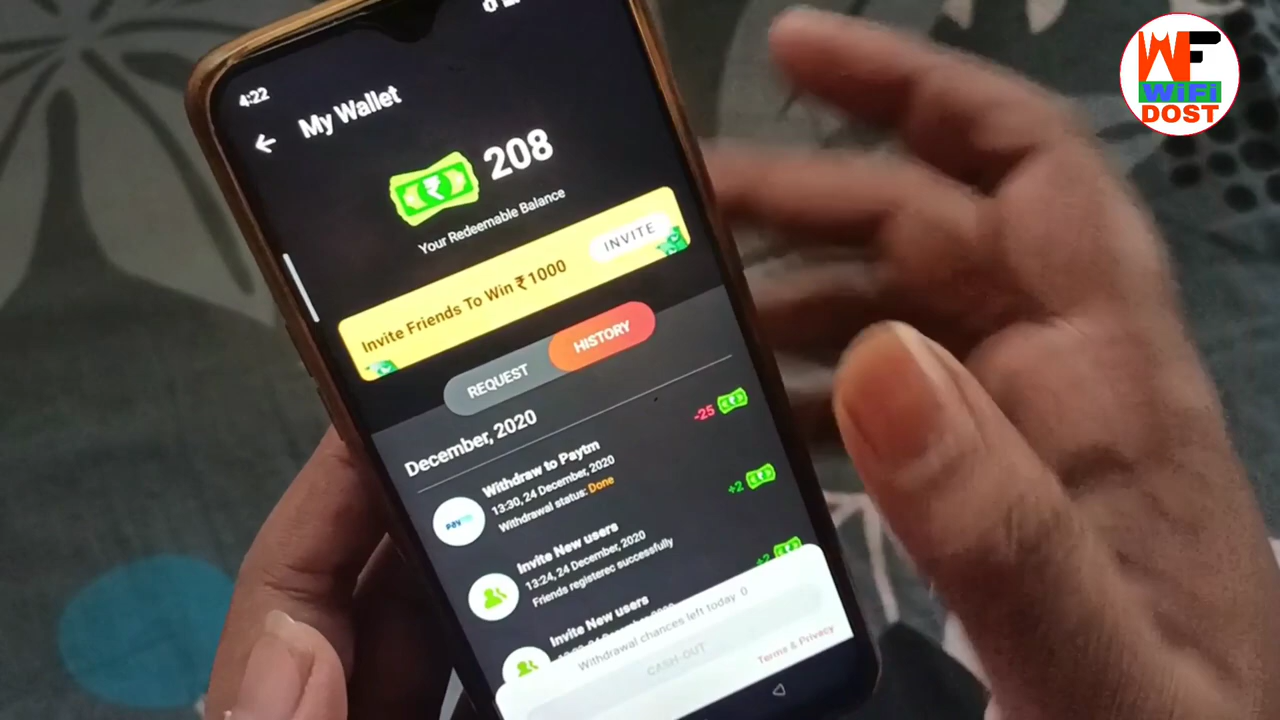 WF
WiFi
DOST
4:22
My Wallet
208
Your Redeemable Balance
Invite Friends To Win ₹1000
INVITE
REQUEST
HISTORY
December, 2020
Withdraw to Paytm
13:30, 24 December, 2020
Withdrawal status: Done
-25
Invite New users
13:24, 24 December, 2020
Friends registerec successfully
+2
Invite New users
+2
Withdrawal chances left today 0
CASH-OUT
Terms & Privacy